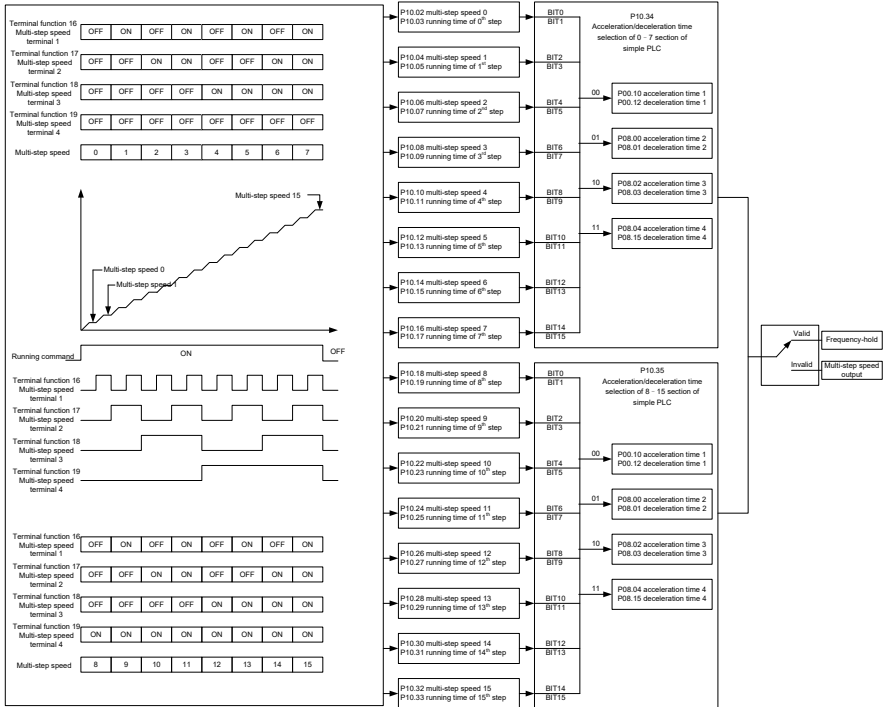 Terminal function 16
Multi-step speed
terminal 1
OFF ON OFF ON OFF ON OFF ON
Terminal function 17
Multi-step speed
terminal 2
OFF OFF ON ON OFF OFF ON ON
Terminal function 18
Multi-step speed
terminal 3
OFF OFF OFF OFF ON ON ON ON
Terminal function 19
Multi-step speed
terminal 4
OFF OFF OFF OFF OFF OFF OFF OFF
Multi-step speed
0 1 2 3 4 5 6 7
Multi-step speed 15
Multi-step speed 0
Multi-step speed 1
Running command
ON
OFF
Terminal function 16
Multi-step speed
terminal 1
Terminal function 17
Multi-step speed
terminal 2
Terminal function 18
Multi-step speed
terminal 3
Terminal function 19
Multi-step speed
terminal 4
Terminal function 16
Multi-step speed
terminal 1
OFF ON OFF ON OFF ON OFF ON
Terminal function 17
Multi-step speed
terminal 2
OFF OFF ON ON OFF OFF ON ON
Terminal function 18
Multi-step speed
terminal 3
OFF OFF OFF OFF ON ON ON ON
Terminal function 19
Multi-step speed
terminal 4
ON ON ON ON ON ON ON ON
Multi-step speed
8 9 10 11 12 13 14 15
P10.02 multi-step speed 0
P10.03 running time of 0th step
P10.04 multi-step speed 1
P10.05 running time of 1st step
P10.06 multi-step speed 2
P10.07 running time of 2nd step
P10.08 multi-step speed 3
P10.09 running time of 3rd step
P10.10 multi-step speed 4
P10.11 running time of 4th step
P10.12 multi-step speed 5
P10.13 running time of 5th step
P10.14 multi-step speed 6
P10.15 running time of 6th step
P10.16 multi-step speed 7
P10.17 running time of 7th step
P10.18 multi-step speed 8
P10.19 running time of 8th step
P10.20 multi-step speed 9
P10.21 running time of 9th step
P10.22 multi-step speed 10
P10.23 running time of 10th step
P10.24 multi-step speed 11
P10.25 running time of 11th step
P10.26 multi-step speed 12
P10.27 running time of 12th step
P10.28 multi-step speed 13
P10.29 running time of 13th step
P10.30 multi-step speed 14
P10.31 running time of 14th step
P10.32 multi-step speed 15
P10.33 running time of 15th step
BIT0
BIT1
BIT2
BIT3
BIT4
BIT5
BIT6
BIT7
BIT8
BIT9
BIT10
BIT11
BIT12
BIT13
BIT14
BIT15
P10.34
Acceleration/deceleration time
selection of 0 - 7 section of
simple PLC
00
P00.10 acceleration time 1
P00.12 deceleration time 1
01
P08.00 acceleration time 2
P08.01 deceleration time 2
10
P08.02 acceleration time 3
P08.03 deceleration time 3
11
P08.04 acceleration time 4
P08.15 deceleration time 4
BIT0
BIT1
BIT2
BIT3
BIT4
BIT5
BIT6
BIT7
BIT8
BIT9
BIT10
BIT11
BIT12
BIT13
BIT14
BIT15
P10.35
Acceleration/deceleration time
selection of 8 - 15 section of
simple PLC
00
P00.10 acceleration time 1
P00.12 deceleration time 1
01
P08.00 acceleration time 2
P08.01 deceleration time 2
10
P08.02 acceleration time 3
P08.03 deceleration time 3
11
P08.04 acceleration time 4
P08.15 deceleration time 4
Valid
Frequency-hold
Invalid
Multi-step speed
output